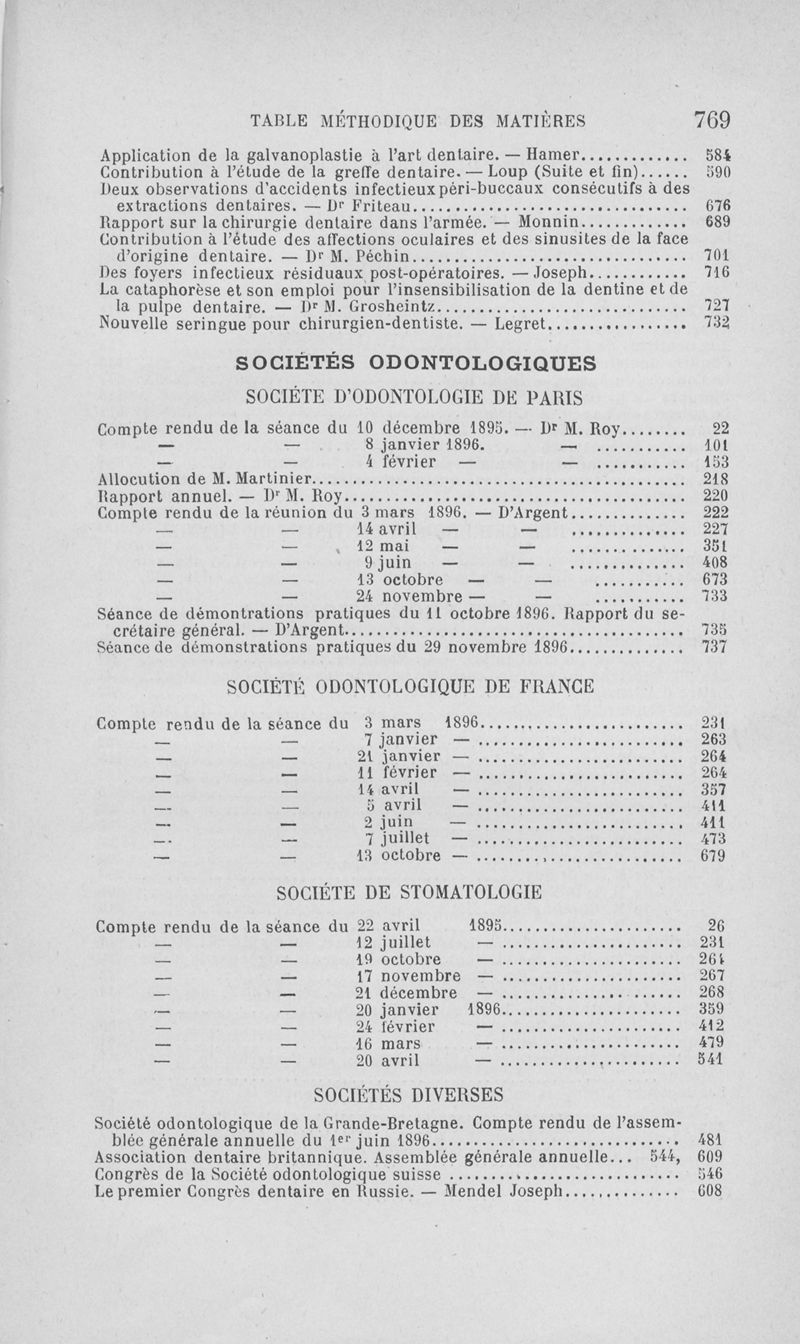 TABLE MÉTHODIQUE DES MATIÈRES 769
Application de la galvanoplastie à l'art dentaire. — Hamer............. 584
Contribution à l'étude de la greffe dentaire. — Loup (Suite et fin)...... 590
Deux observations d'accidents infectieux péri-buccaux consécutifs à des
extractions dentaires. — Dr Friteau................................. 676
Rapport sur la chirurgie dentaire dans l'armée. — Monnin............. 689
Contribution à l'étude des affections oculaires et des sinusites de la face
d'origine dentaire. — Dr M. Péchin................................. 701
Des foyers infectieux résiduaux post-opératoires. — Joseph............ 716
La cataphorèse et son emploi pour l'insensibilisation de la dentine et de
la pulpe dentaire. — Dr M. Grosheintz.............................. 727
Nouvelle seringue pour chirurgien-dentiste. — Legret................. 732
SOCIÉTÉS ODONTOLOGIQUES
SOCIÉTE D'ODONTOLOGIE DE PARIS
Compte rendu de la séance du 10 décembre 1895. — Dr M. Roy........ 22
— — 8 janvier 1896. — ........... 101
— — 4 février — — ........... 153
Allocution de M. Martinier............................................. 218
Rapport annuel. — Dr M. Roy......................................... 220
Compte rendu de la réunion du 3 mars 1896. — D'Argent.............. 222
— — 14 avril — — .............. 227
— — 12 mai — — .............. 351
— — 9 juin — — .............. 408
— — 13 octobre — — ........... 673
— — 24 novembre — — ........... 733
Séance de démontrations pratiques du 11 octobre 1896. Rapport du se-
crétaire général. — D'Argent......................................... 735
Séance de démonstrations pratiques du 29 novembre 1896.............. 737
SOCIÉTÉ ODONTOLOGIQUE DE FRANCE
Compte rendu de la séance du 3 mars 1896......................... 231
— — 7 janvier — ......................... 263
— — 21 janvier — ......................... 264
— — 11 février — ......................... 264
— — 14 avril — ......................... 357
— — 5 avril — ......................... 411
— — 2 juin — ......................... 411
— — 7 juillet — ......................... 473
— — 13 octobre — ......................... 679
SOCIÉTE DE STOMATOLOGIE
Compte rendu de la séance du 22 avril 1895...................... 26
— — 12 juillet — ...................... 231
— — 19 octobre — ...................... 264
— — 17 novembre — ...................... 267
— — 21 décembre — ...................... 268
— — 20 janvier 1896...................... 359
— — 24 février — ...................... 412
— — 16 mars — ...................... 479
— — 20 avril — ...................... 541
SOCIÉTÉS DIVERSES
Société odontologique de la Grande-Bretagne. Compte rendu de l'assem-
blée générale annuelle du 1er juin 1896.............................. 481
Association dentaire britannique. Assemblée générale annuelle... 544, 609
Congrès de la Société odontologique suisse ............................ 546
Le premier Congrès dentaire en Russie. — Mendel Joseph.............. 608